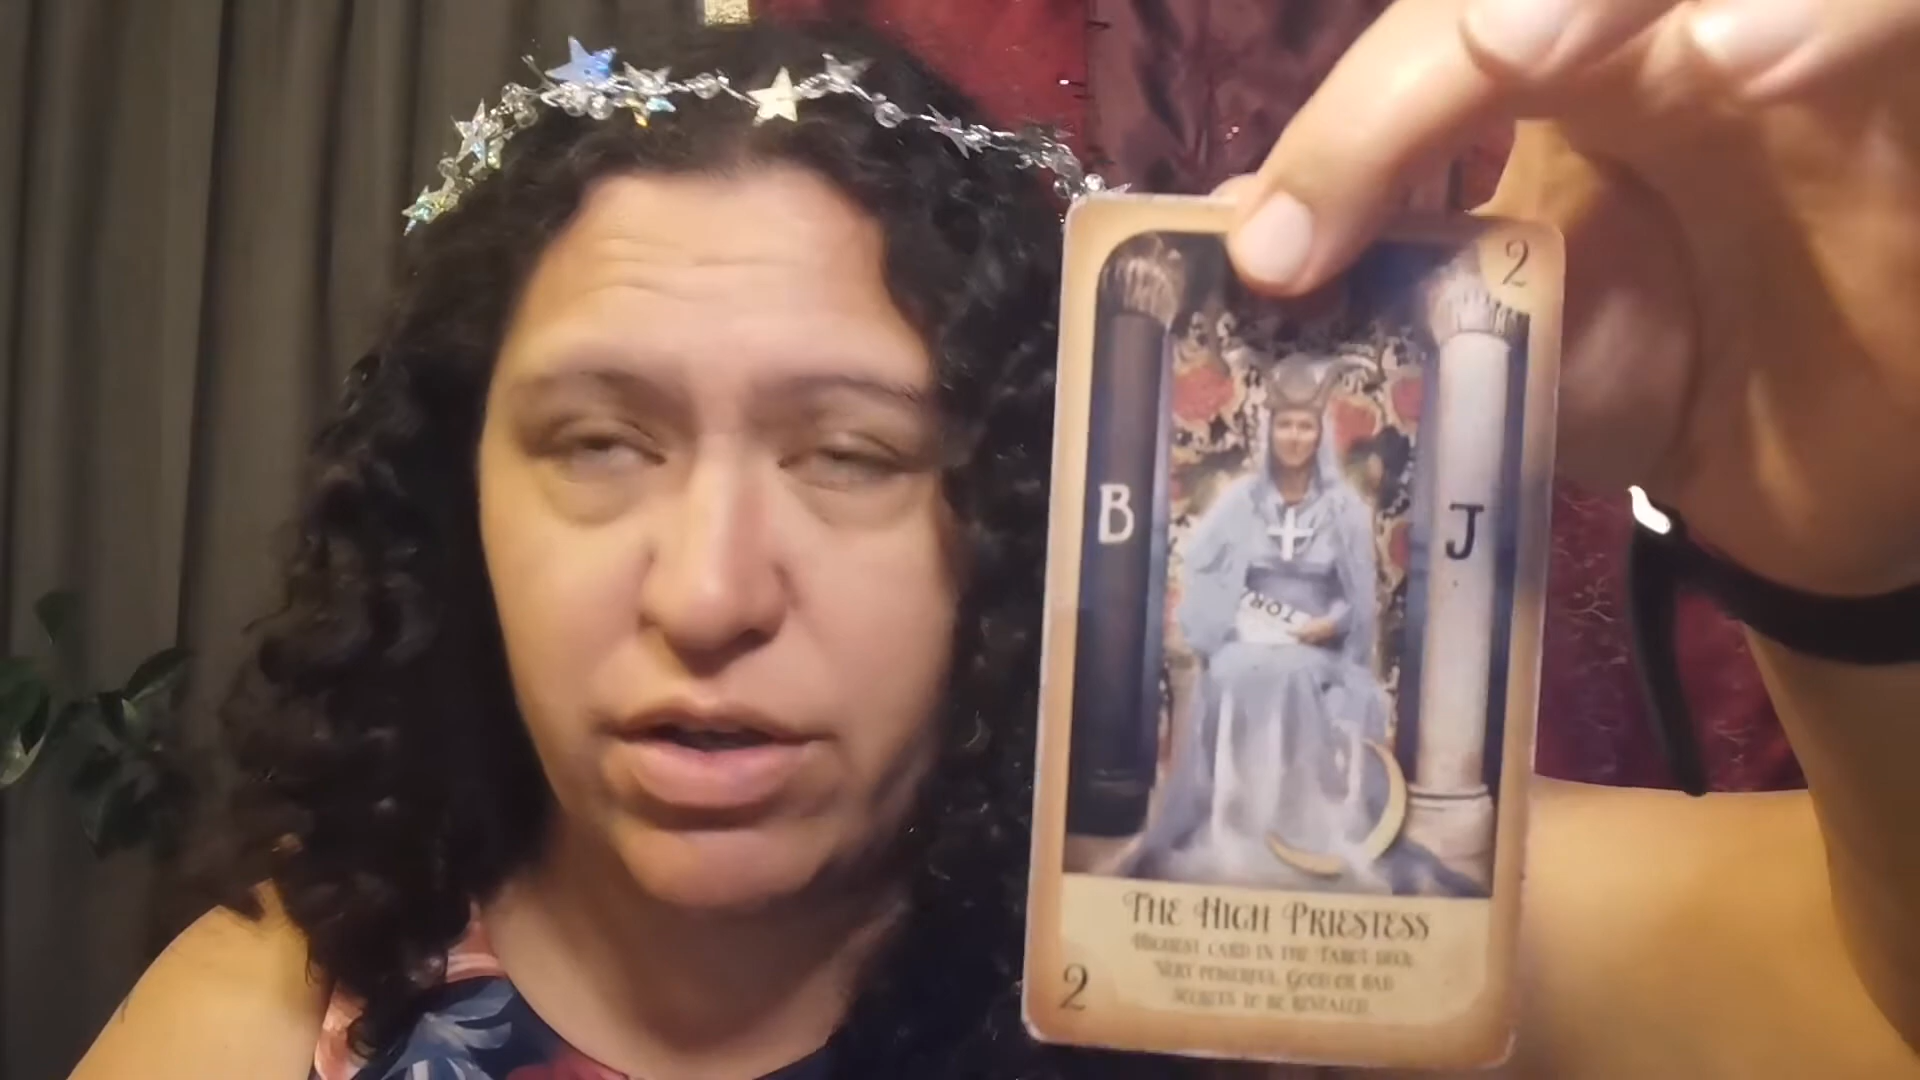 2
B
J
TORA
THE HIGH PRIESTESS
HIGHEST CARD IN THE TAROT DECK.
VERY POWERFUL. GOOD OR BAD
SECRETS TO BE REVEALED.
2